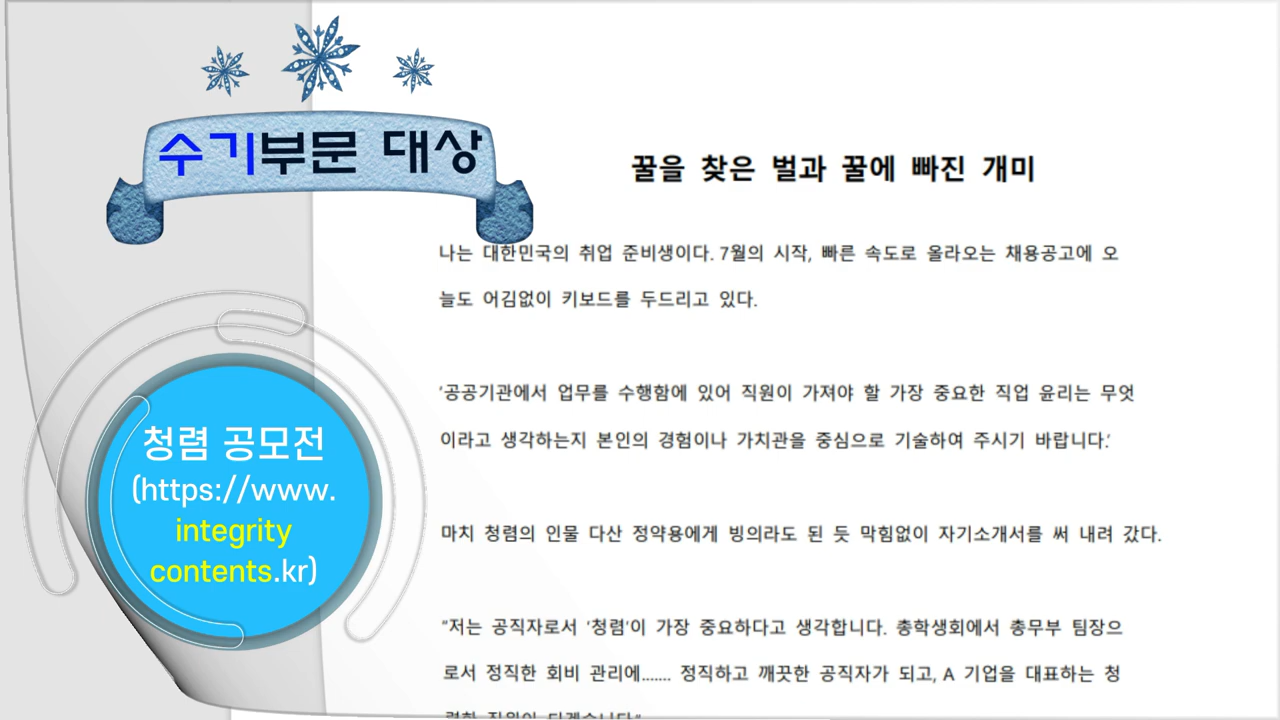 수기부문 대상
꿀을 찾은 벌과 꿀에 빠진 개미
나는 대한민국의 취업 준비생이다. 7월의 시작, 빠른 속도로 올라오는 채용공고에 오
늘도 어김없이 키보드를 두드리고 있다.
'공공기관에서 업무를 수행함에 있어 직원이 가져야 할 가장 중요한 직업 윤리는 무엇
이라고 생각하는지 본인의 경험이나 가치관을 중심으로 기술하여 주시기 바랍니다.'
마치 청렴의 인물 다산 정약용에게 빙의라도 된 듯 막힘없이 자기소개서를 써 내려 갔다.
"저는 공직자로서 '청렴'이 가장 중요하다고 생각합니다. 총학생회에서 총무부 팀장으
로서 정직한 회비 관리에....... 정직하고 깨끗한 공직자가 되고, A 기업을 대표하는 청
렴한 직원이 되겠습니다."
청렴 공모전
(https://www.
integrity
contents.kr)